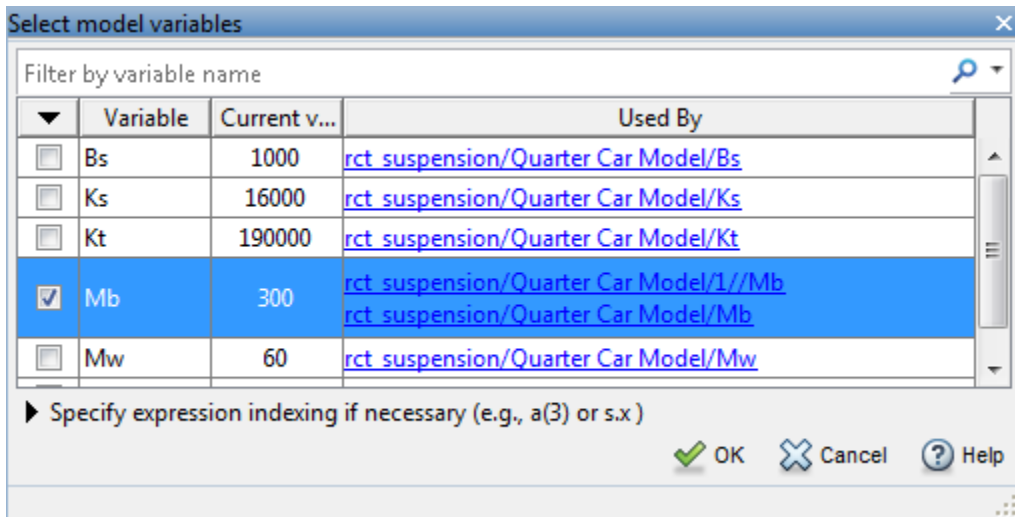 Select model variables
Filter by variable name
Variable Current v... Used By
Bs 1000 rct_suspension/Quarter Car Model/Bs
Ks 16000 rct_suspension/Quarter Car Model/Ks
Kt 190000 rct_suspension/Quarter Car Model/Kt
Mb 300 rct_suspension/Quarter Car Model/1//Mb
rct_suspension/Quarter Car Model/Mb
Mw 60 rct_suspension/Quarter Car Model/Mw
Specify expression indexing if necessary (e.g., a(3) or s.x )
OK Cancel Help